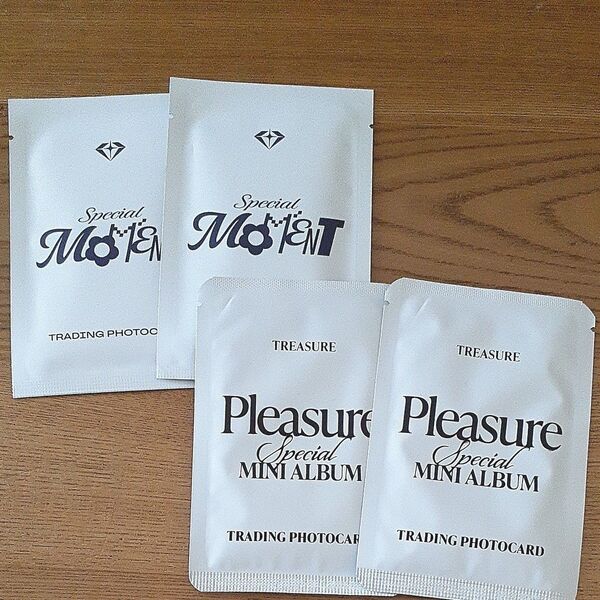 Special
MOMEN
TRADING PHOTOCA
Special
MOMENT
TREASURE
Pleasure
Special
MINI ALBUM
TRADING PHOTOCAR
TREASURE
Pleasure
Special
MINI ALBUM
TRADING PHOTOCARD